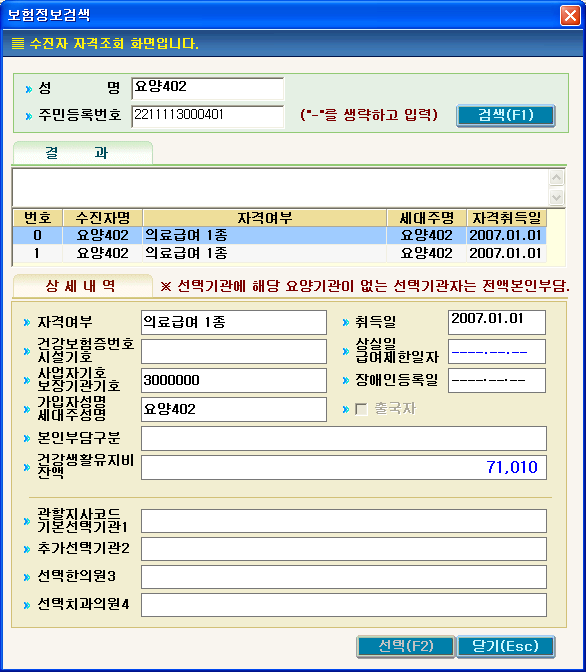 보험정보검색
수진자 자격조회 화면입니다.
성 명 요양402
주민등록번호 2211113000401 ("-"를 생략하고 입력) 검색(F1)
결 과
번호 수진자명 자격여부 세대주명 자격취득일
0 요양402 의료급여 1종 요양402 2007.01.01
1 요양402 의료급여 1종 요양402 2007.01.01
상 세 내 역 ※ 선택기관에 해당 요양기관이 없는 선택기관자는 전액본인부담.
자격여부 의료급여 1종 취득일 2007.01.01
건강보험증번호 상실일
시설기호 급여제한일자 ----.--.--
사업자기호
보장기관기호 3000000 장애인등록일 ----.--.--
가입자성명
세대주성명 요양402 출국자
본인부담구분
건강생활유지비
잔액 71,010
관할지사코드
기본선택기관1
추가선택기관2
선택한의원3
선택치과의원4
선택(F2) 닫기(Esc)